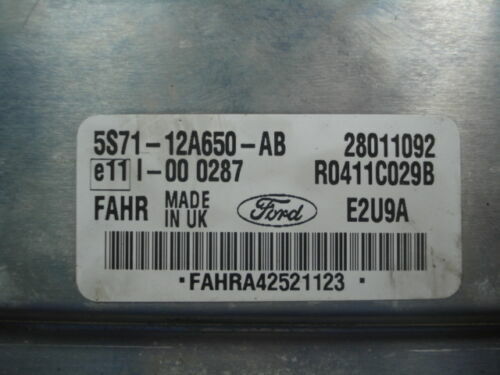 5S71-12A650-AB 28011092
e11 I-00 0287 R0411C029B
FAHR MADE IN UK Ford E2U9A
·FAHRA42521123·